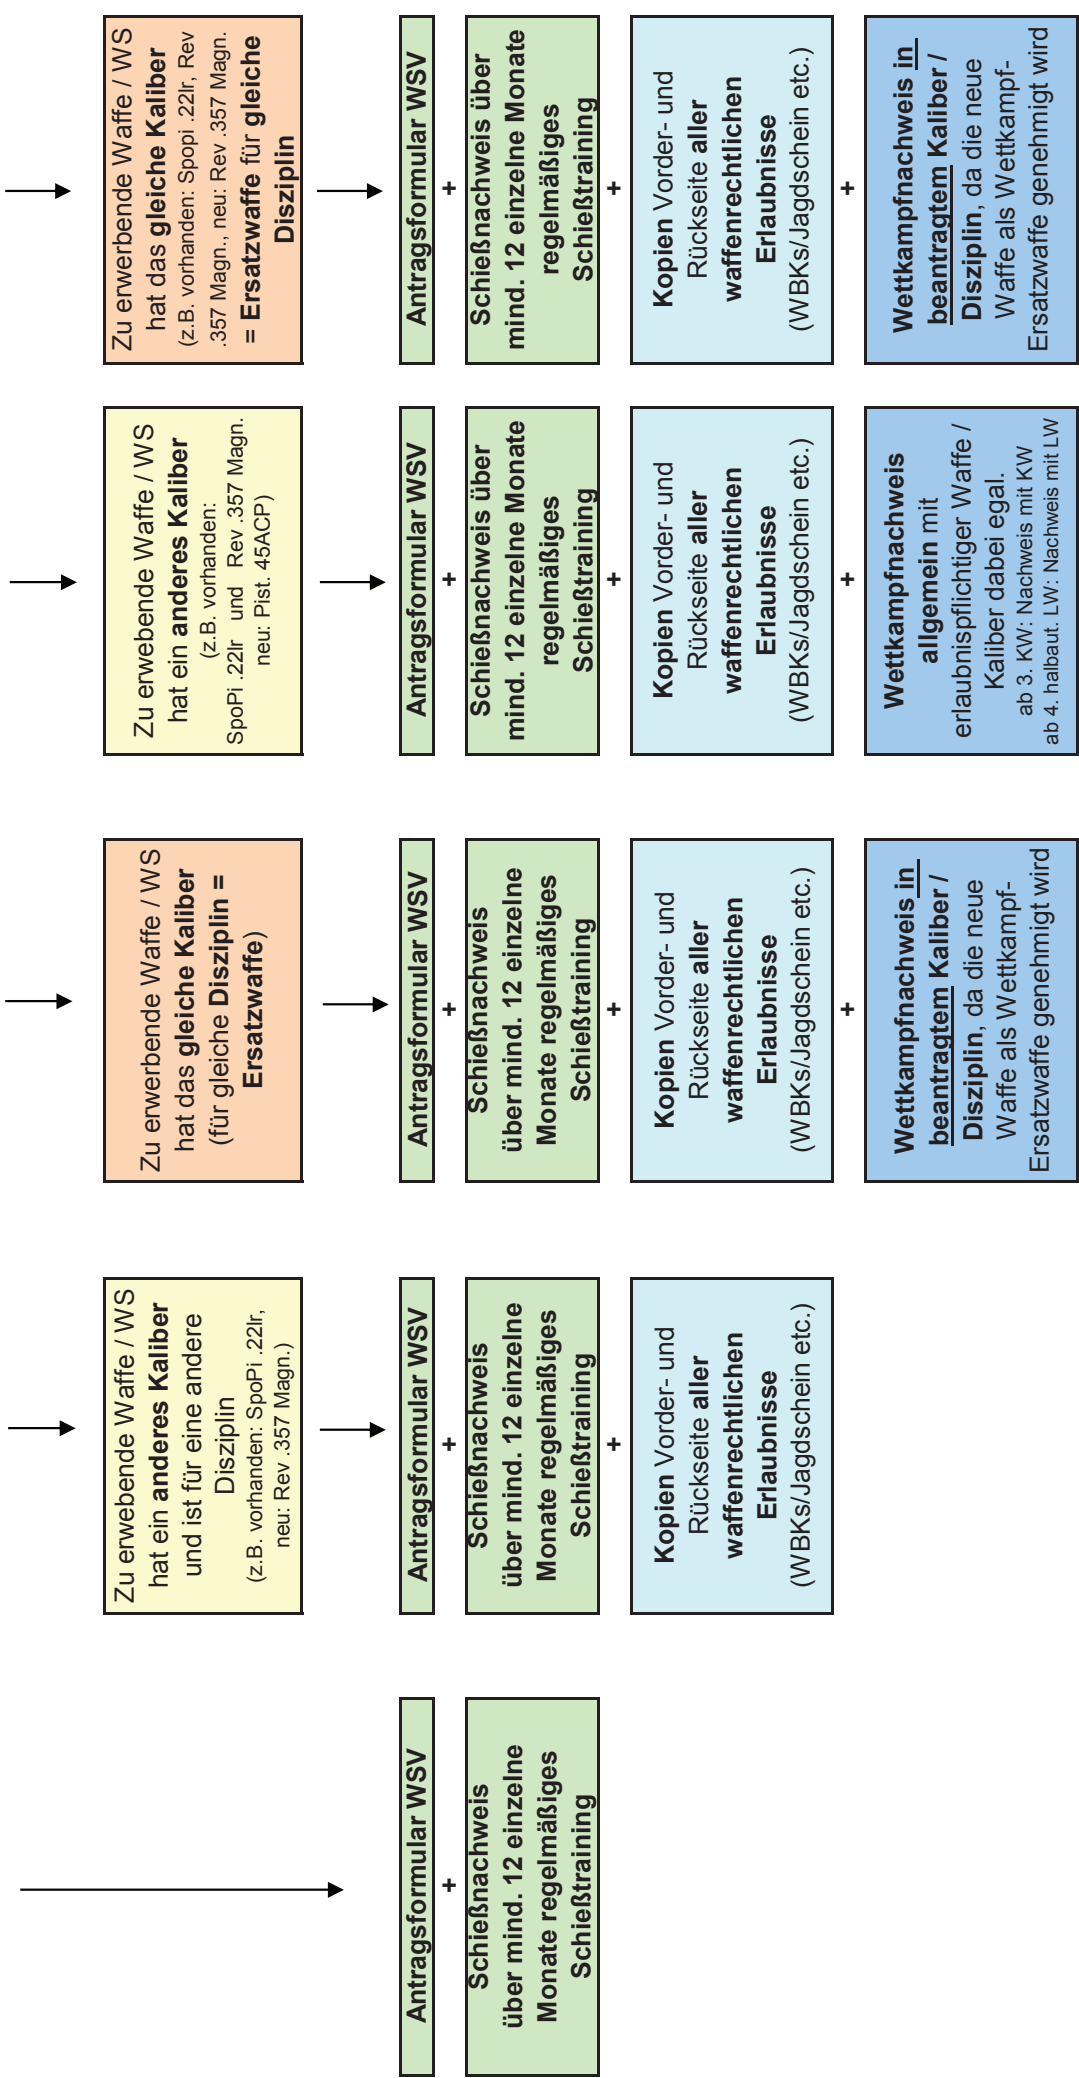 Antragsformular WSV
+
Schießnachweis
über mind. 12 einzelne
Monate regelmäßiges
Schießtraining
Zu erwebende Waffe / WS
hat ein anderes Kaliber
und ist für eine andere
Disziplin
(z.B. vorhanden: SpoPi .22lr,
neu: Rev .357 Magn.)
Antragsformular WSV
+
Schießnachweis
über mind. 12 einzelne
Monate regelmäßiges
Schießtraining
+
Kopien Vorder- und
Rückseite aller
waffenrechtlichen
Erlaubnisse
(WBKs/Jagdschein etc.)
Zu erwerbende Waffe / WS
hat das gleiche Kaliber
(für gleiche Disziplin =
Ersatzwaffe)
Antragsformular WSV
+
Schießnachweis
über mind. 12 einzelne
Monate regelmäßiges
Schießtraining
+
Kopien Vorder- und
Rückseite aller
waffenrechtlichen
Erlaubnisse
(WBKs/Jagdschein etc.)
+
Wettkampfnachweis in
beantragtem Kaliber /
Disziplin, da die neue
Waffe als Wettkampf-
Ersatzwaffe genehmigt wird
Zu erwebende Waffe / WS
hat ein anderes Kaliber
(z.B. vorhanden:
SpoPi .22lr und Rev .357 Magn.
neu: Pist. 45ACP)
Antragsformular WSV
+
Schießnachweis über
mind. 12 einzelne Monate
regelmäßiges
Schießtraining
+
Kopien Vorder- und
Rückseite aller
waffenrechtlichen
Erlaubnisse
(WBKs/Jagdschein etc.)
+
Wettkampfnachweis
allgemein mit
erlaubnispflichtiger Waffe /
Kaliber dabei egal.
ab 3. KW: Nachweis mit KW
ab 4. halbaut. LW: Nachweis mit LW
Zu erwerbende Waffe / WS
hat das gleiche Kaliber
(z.B. vorhanden: Spopi .22lr, Rev
.357 Magn., neu: Rev .357 Magn.
= Ersatzwaffe für gleiche
Disziplin
Antragsformular WSV
+
Schießnachweis über
mind. 12 einzelne Monate
regelmäßiges
Schießtraining
+
Kopien Vorder- und
Rückseite aller
waffenrechtlichen
Erlaubnisse
(WBKs/Jagdschein etc.)
+
Wettkampfnachweis in
beantragtem Kaliber /
Disziplin, da die neue
Waffe als Wettkampf-
Ersatzwaffe genehmigt wird